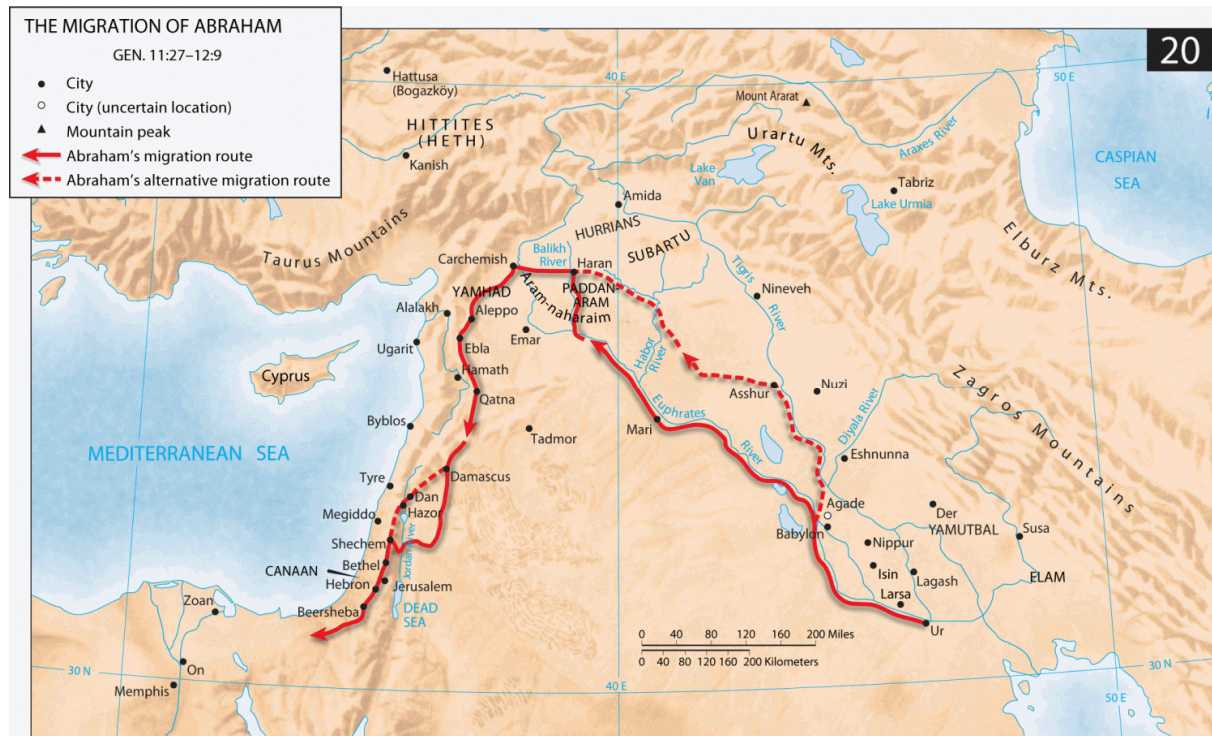 THE MIGRATION OF ABRAHAM
GEN. 11:27–12:9
City
City (uncertain location)
Mountain peak
Abraham's migration route
Abraham's alternative migration route
20
40 E
50 E
Hattusa
(Bogazköy)
HITTITES
(HETH)
Kanish
Mount Ararat
Urartu Mts.
Araxes River
CASPIAN
SEA
Lake
Van
Tabriz
Lake Urmia
Amida
HURRIANS
SUBARTU
Taurus Mountains
Elburz Mts.
Carchemish
Balikh
River
Haran
Tigris
River
Nineveh
YAMHAD
Aram-naharaim
PADDAN-
ARAM
Alalakh
Aleppo
Emar
Ugarit
Ebla
Habor
River
Cyprus
Hamath
Qatna
Asshur
Nuzi
Zagros Mountains
Byblos
Tadmor
Mari
Euphrates
River
Diyala River
MEDITERRANEAN SEA
Eshnunna
Tyre
Damascus
Dan
Hazor
Megiddo
Agade
Der
YAMUTBAL
Susa
Babylon
Shechem
Jordan River
Nippur
Bethel
CANAAN
Isin
Lagash
ELAM
Hebron
Jerusalem
Larsa
Zoan
Beersheba
DEAD
SEA
Ur
0 40 80 120 160 200 Miles
0 40 80 120 160 200 Kilometers
30 N
On
Memphis
40 E
30 N
50 E